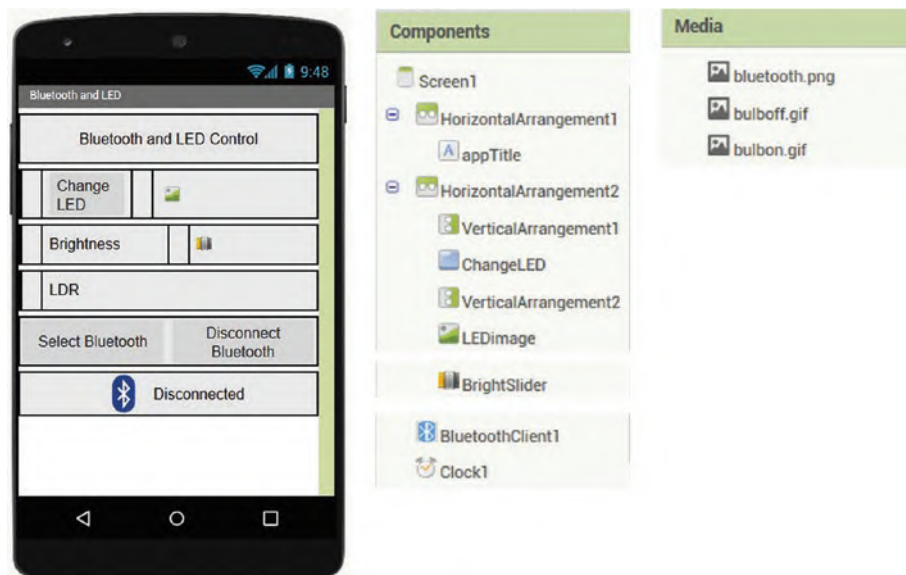 9:48
Bluetooth and LED
Bluetooth and LED Control
Change
LED
Brightness
LDR
Select Bluetooth
Disconnect
Bluetooth
Disconnected
Components
Screen1
HorizontalArrangement1
A
appTitle
HorizontalArrangement2
VerticalArrangement1
ChangeLED
VerticalArrangement2
LEDimage
BrightSlider
BluetoothClient1
Clock1
Media
bluetooth.png
bulboff.gif
bulbon.gif